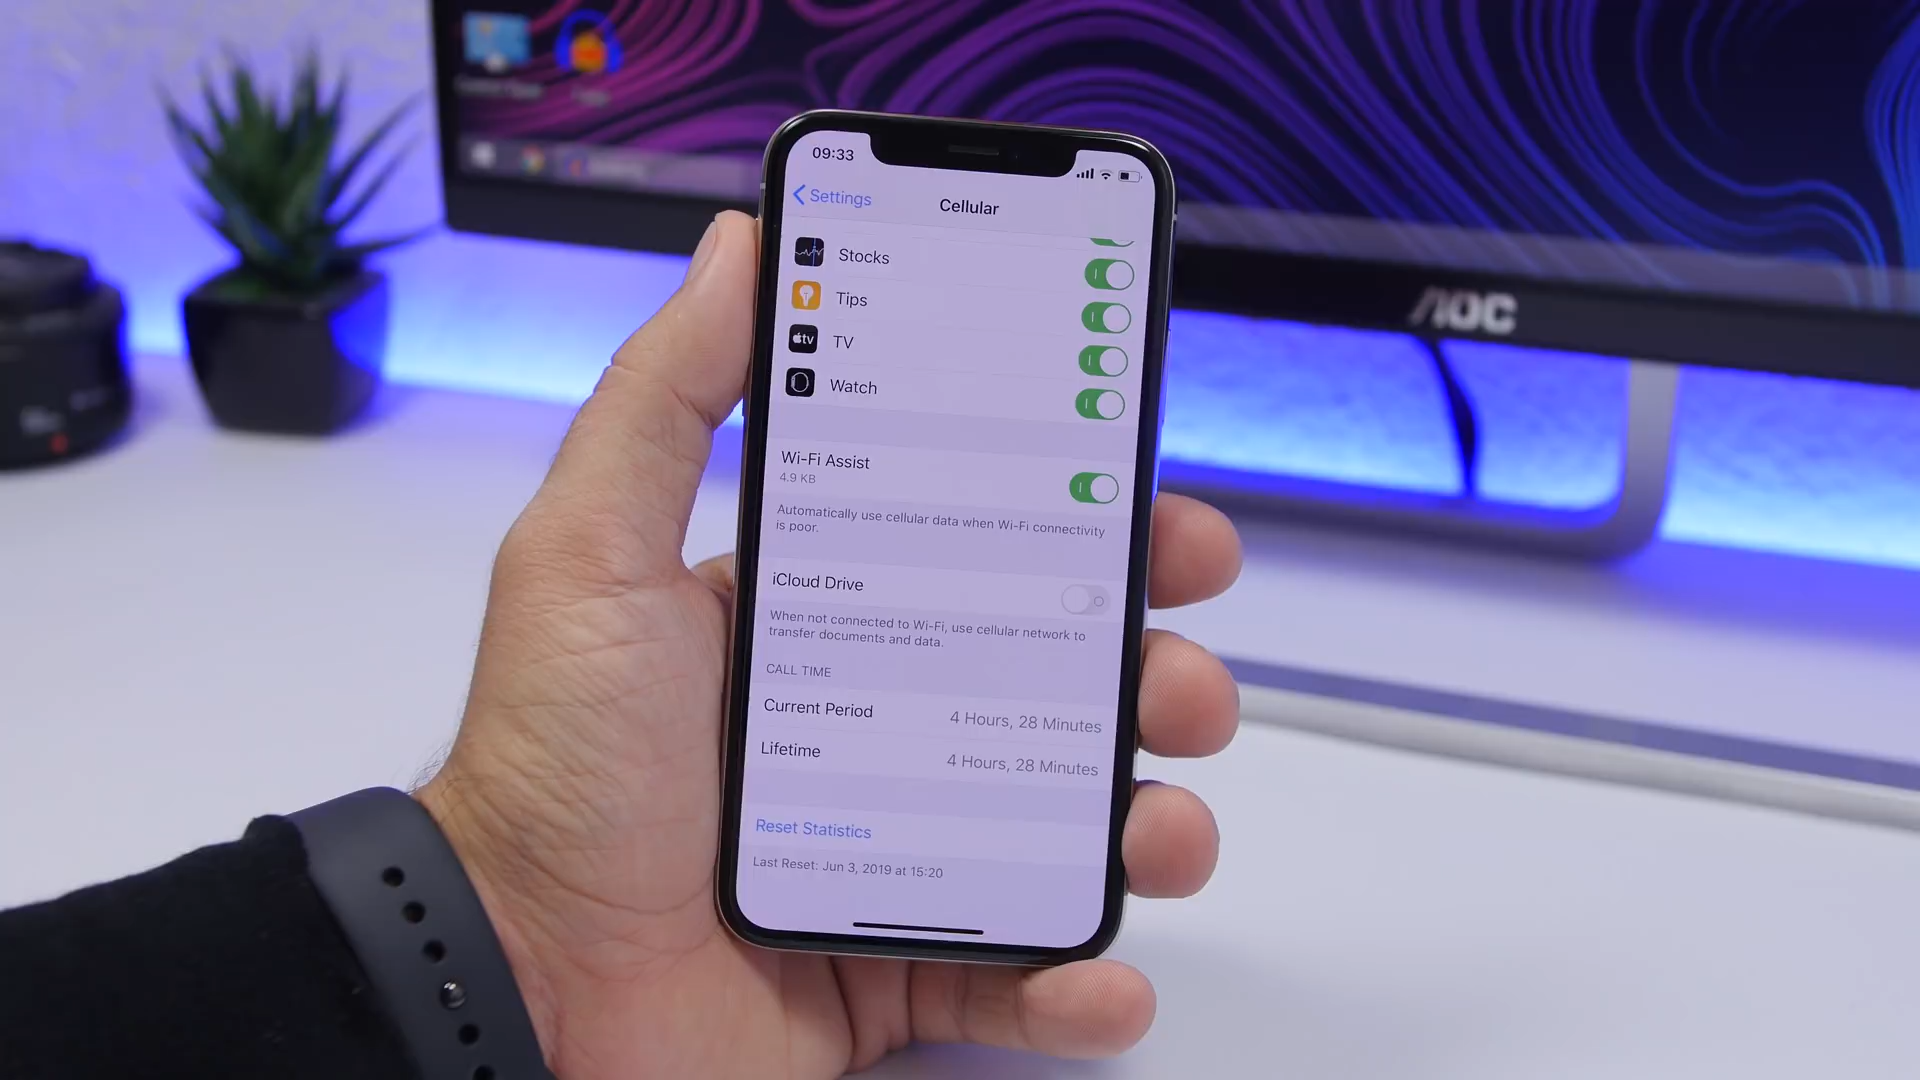 09:33
Settings
Cellular
Stocks
Tips
tv
TV
Watch
Wi-Fi Assist
4.9 KB
Automatically use cellular data when Wi-Fi connectivity
is poor.
iCloud Drive
When not connected to Wi-Fi, use cellular network to
transfer documents and data.
CALL TIME
Current Period
4 Hours, 28 Minutes
Lifetime
4 Hours, 28 Minutes
Reset Statistics
Last Reset: Jun 3, 2019 at 15:20
AOC